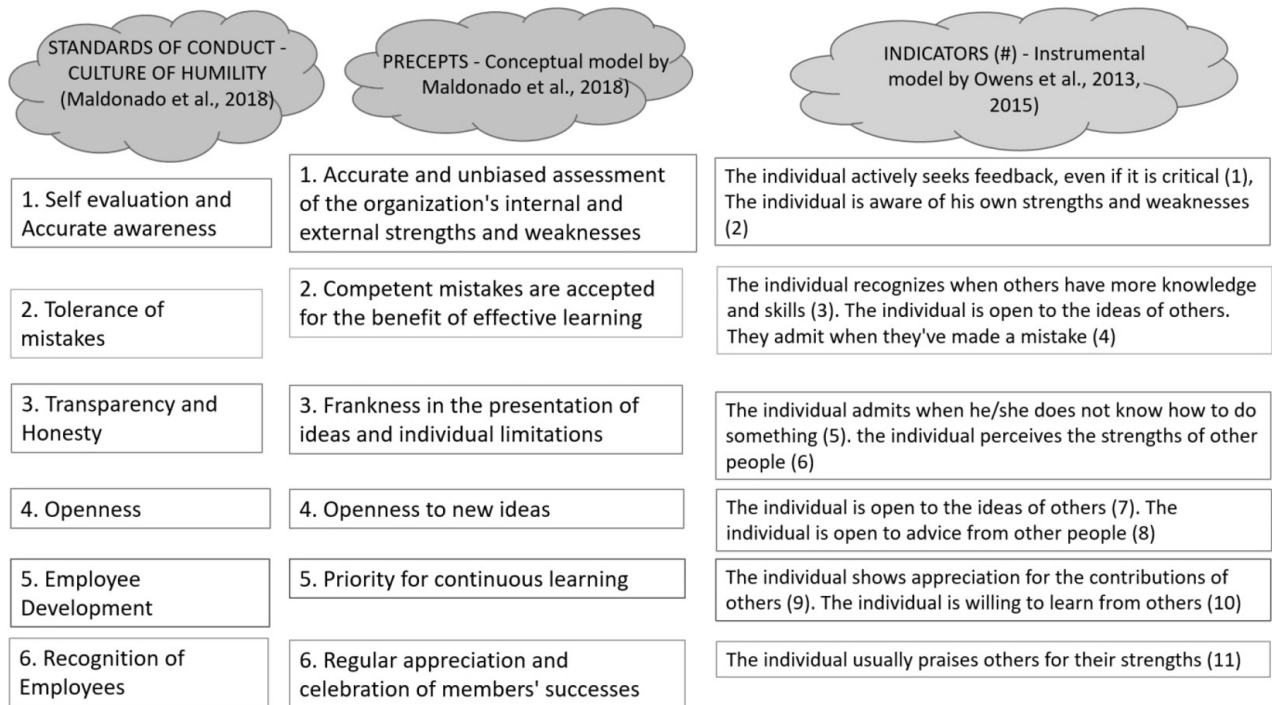 STANDARDS OF CONDUCT -
CULTURE OF HUMILITY
(Maldonado et al., 2018)
PRECEPTS - Conceptual model by
Maldonado et al., 2018)
INDICATORS (#) - Instrumental
model by Owens et al., 2013,
2015)
1. Self evaluation and
Accurate awareness
1. Accurate and unbiased assessment
of the organization's internal and
external strengths and weaknesses
The individual actively seeks feedback, even if it is critical (1),
The individual is aware of his own strengths and weaknesses
(2)
2. Tolerance of
mistakes
2. Competent mistakes are accepted
for the benefit of effective learning
The individual recognizes when others have more knowledge
and skills (3). The individual is open to the ideas of others.
They admit when they've made a mistake (4)
3. Transparency and
Honesty
3. Frankness in the presentation of
ideas and individual limitations
The individual admits when he/she does not know how to do
something (5). the individual perceives the strengths of other
people (6)
4. Openness
4. Openness to new ideas
The individual is open to the ideas of others (7). The
individual is open to advice from other people (8)
5. Employee
Development
5. Priority for continuous learning
The individual shows appreciation for the contributions of
others (9). The individual is willing to learn from others (10)
6. Recognition of
Employees
6. Regular appreciation and
celebration of members' successes
The individual usually praises others for their strengths (11)